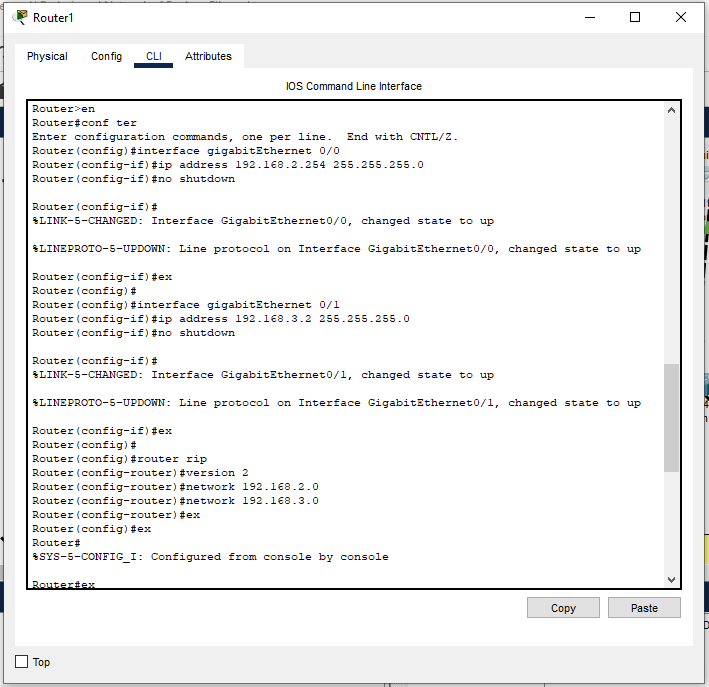 Router1
Physical Config CLI Attributes
IOS Command Line Interface
Router>en
Router#conf ter
Enter configuration commands, one per line.  End with CNTL/Z.
Router(config)#interface gigabitEthernet 0/0
Router(config-if)#ip address 192.168.2.254 255.255.255.0
Router(config-if)#no shutdown
Router(config-if)#
%LINK-5-CHANGED: Interface GigabitEthernet0/0, changed state to up
%LINEPROTO-5-UPDOWN: Line protocol on Interface GigabitEthernet0/0, changed state to up
Router(config-if)#ex
Router(config)#
Router(config)#interface gigabitEthernet 0/1
Router(config-if)#ip address 192.168.3.2 255.255.255.0
Router(config-if)#no shutdown
Router(config-if)#
%LINK-5-CHANGED: Interface GigabitEthernet0/1, changed state to up
%LINEPROTO-5-UPDOWN: Line protocol on Interface GigabitEthernet0/1, changed state to up
Router(config-if)#ex
Router(config)#
Router(config)#router rip
Router(config-router)#version 2
Router(config-router)#network 192.168.2.0
Router(config-router)#network 192.168.3.0
Router(config-router)#ex
Router(config)#ex
Router#
%SYS-5-CONFIG_I: Configured from console by console
Router#ex
Copy Paste
Top